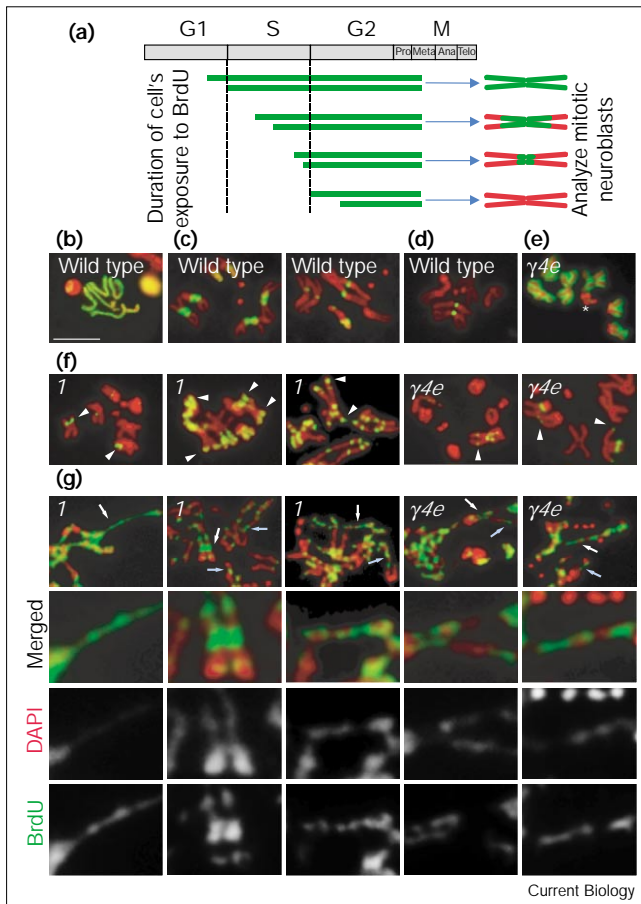 (a)
G1 S G2 M
Pro Meta Ana Telo
Duration of cell's
exposure to BrdU
Analyze mitotic
neuroblasts
(b) (c) (d) (e)
Wild type Wild type Wild type Wild type γ4e
*
(f)
1 1 1 γ4e γ4e
(g)
1 1 1 γ4e γ4e
Merged
DAPI
BrdU
Current Biology